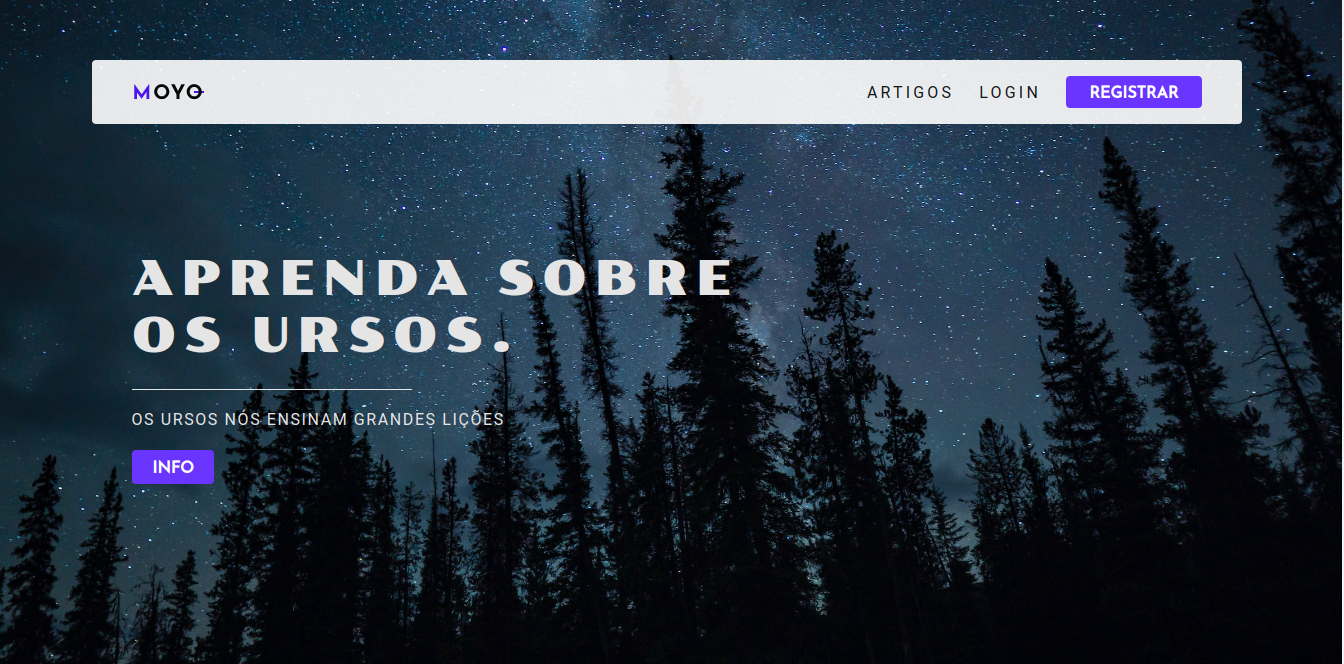 MOYO
ARTIGOS LOGIN REGISTRAR
APRENDA SOBRE
OS URSOS.
OS URSOS NÓS ENSINAM GRANDES LIÇÕES
INFO